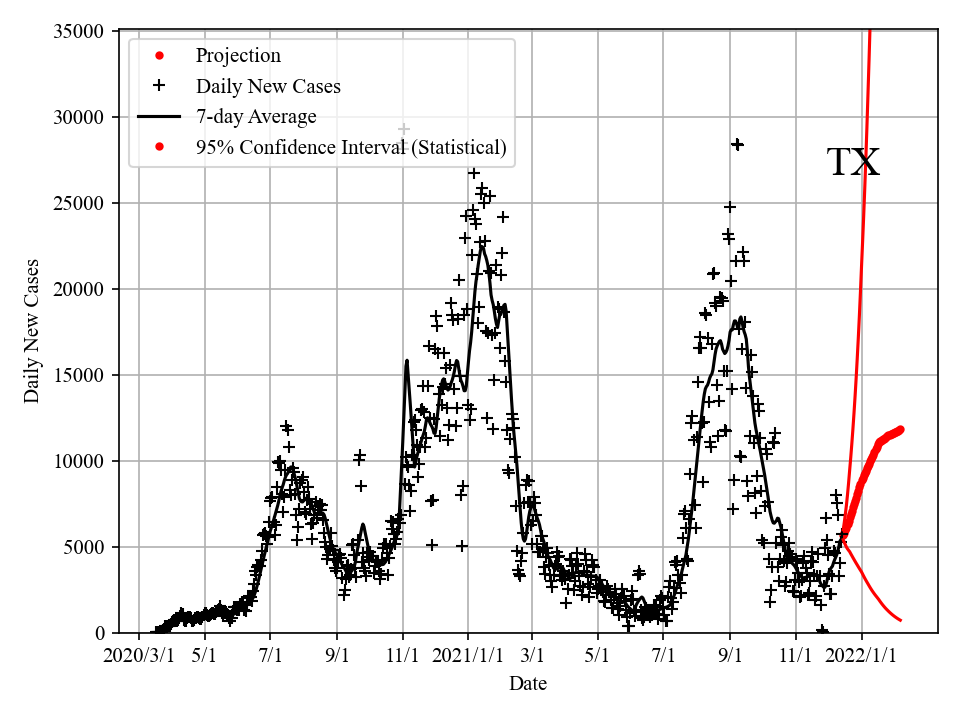 35000
30000
25000
20000
15000
10000
5000
0
Daily New Cases
Projection
Daily New Cases
7-day Average
95% Confidence Interval (Statistical)
TX
2020/3/1 5/1 7/1 9/1 11/1 2021/1/1 3/1 5/1 7/1 9/1 11/1 2022/1/1
Date